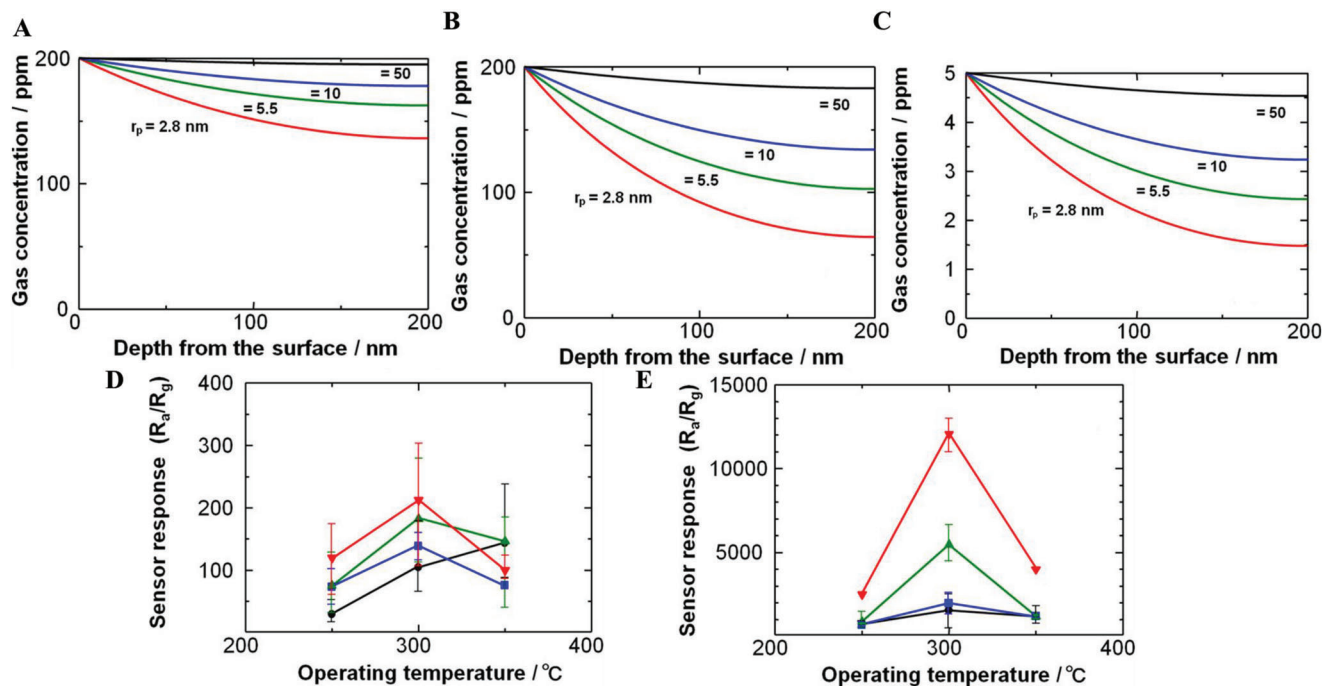 A
Gas concentration / ppm
200
100
0
= 50
= 10
= 5.5
rₚ = 2.8 nm
0
100
200
Depth from the surface / nm
B
Gas concentration / ppm
200
100
0
= 50
= 10
= 5.5
rₚ = 2.8 nm
0
100
200
Depth from the surface / nm
C
Gas concentration / ppm
5
4
3
2
1
0
= 50
= 10
= 5.5
rₚ = 2.8 nm
0
100
200
Depth from the surface / nm
D
Sensor response (Rₐ/R_g)
400
300
200
100
200
300
400
Operating temperature / °C
E
Sensor response (Rₐ/R_g)
15000
10000
5000
200
300
400
Operating temperature / °C